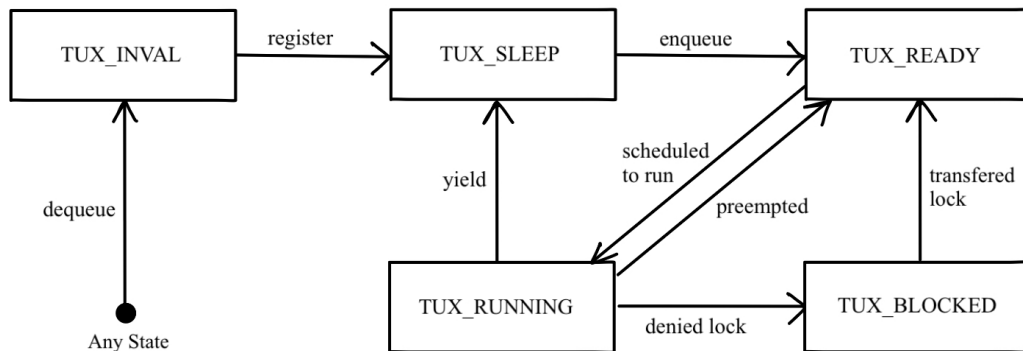 register
enqueue
TUX_INVAL
TUX_SLEEP
TUX_READY
scheduled
to run
yield
transfered
lock
dequeue
preempted
TUX_RUNNING
TUX_BLOCKED
denied lock
Any State